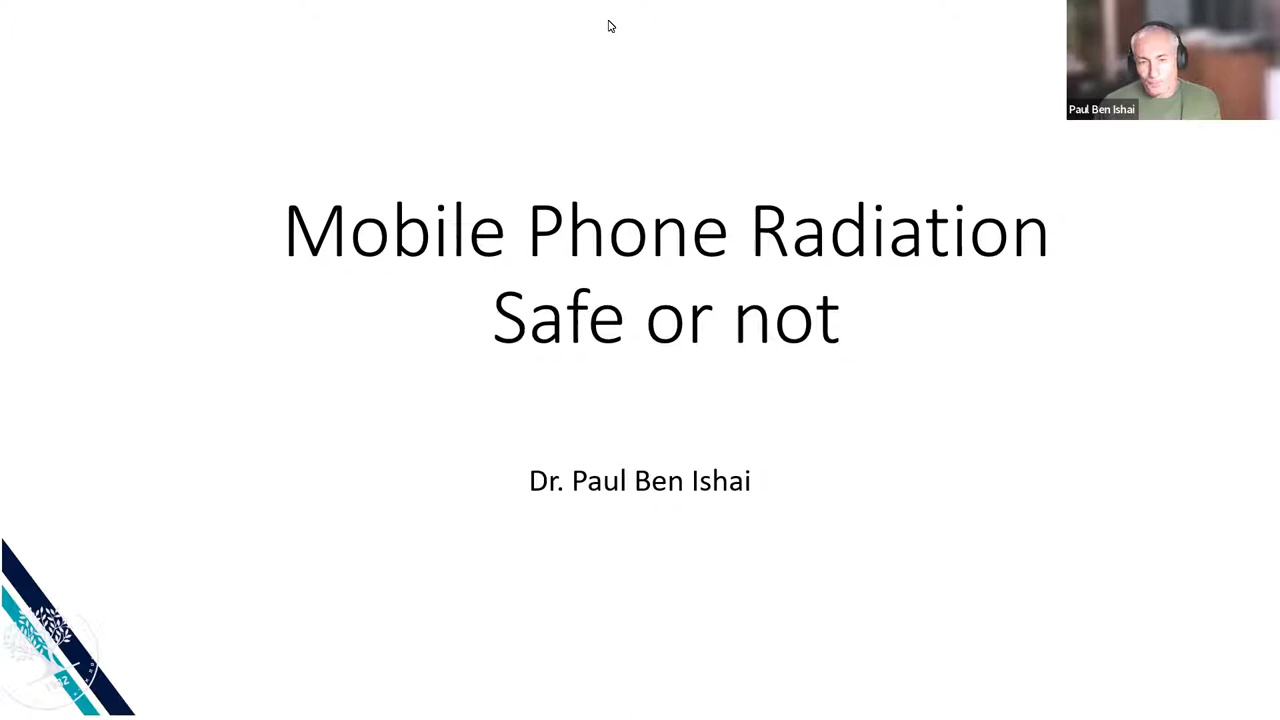 Paul Ben Ishai
Mobile Phone Radiation
Safe or not
Dr. Paul Ben Ishai